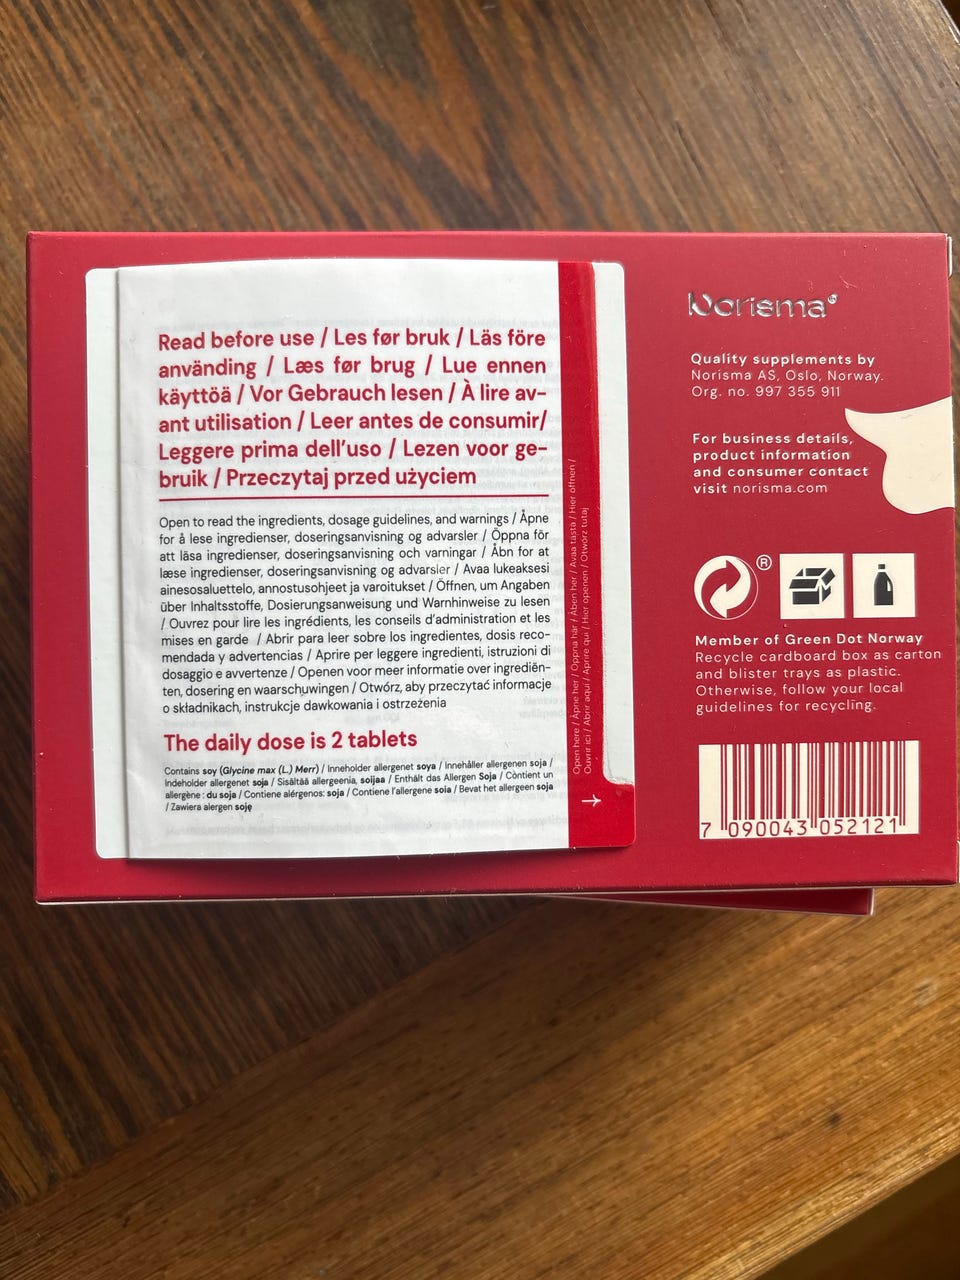 Read before use / Les før bruk / Läs före
användning / Læs før brug / Lue ennen
käyttöä / Vor Gebrauch lesen / À lire av-
ant utilisation / Leer antes de consumir/
Leggere prima dell'uso / Lezen voor ge-
bruik / Przeczytaj przed użyciem
Open to read the ingredients, dosage guidelines, and warnings / Åpne
for å lese ingredienser, doseringsanvisning og advarsler / Öppna för
att läsa ingredienser, doseringsanvisning och varningar / Åbn for at
læse ingredienser, doseringsanvisning og advarsler / Avaa lukeaksesi
ainesosaluettelo, annostusohjeet ja varoitukset / Öffnen, um Angaben
über Inhaltsstoffe, Dosierungsanweisung und Warnhinweise zu lesen
/ Ouvrez pour lire les ingrédients, les conseils d'administration et les
mises en garde / Abrir para leer sobre los ingredientes, dosis reco-
mendada y advertencias / Aprire per leggere ingredienti, istruzioni di
dosaggio e avvertenze / Openen voor meer informatie over ingrediën-
ten, dosering en waarschuwingen / Otwórz, aby przeczytać informacje
o składnikach, instrukcje dawkowania i ostrzeżenia
The daily dose is 2 tablets
Contains soy (Glycine max (L.) Merr) / Inneholder allergenet soya / Innehåller allergenen soja /
Indeholder allergenet soja / Sisältää allergeenia, soijaa / Enthält das Allergen Soja / Contient un
allergène : du soja / Contiene alérgenos: soja / Contiene l'allergene soia / Bevat het allergeen soja
/ Zawiera alergen soję
Open here / Åpne her / Öppna här / Åben her / Avaa tästä / Hier öffnen /
Ouvrir ici / Abrir aquí / Aprire qui / Hier openen / Otwórz tutaj
Norisma®
Quality supplements by
Norisma AS, Oslo, Norway.
Org. no. 997 355 911
For business details,
product information
and consumer contact
visit norisma.com
®
Member of Green Dot Norway
Recycle cardboard box as carton
and blister trays as plastic.
Otherwise, follow your local
guidelines for recycling.
7 090043 052121